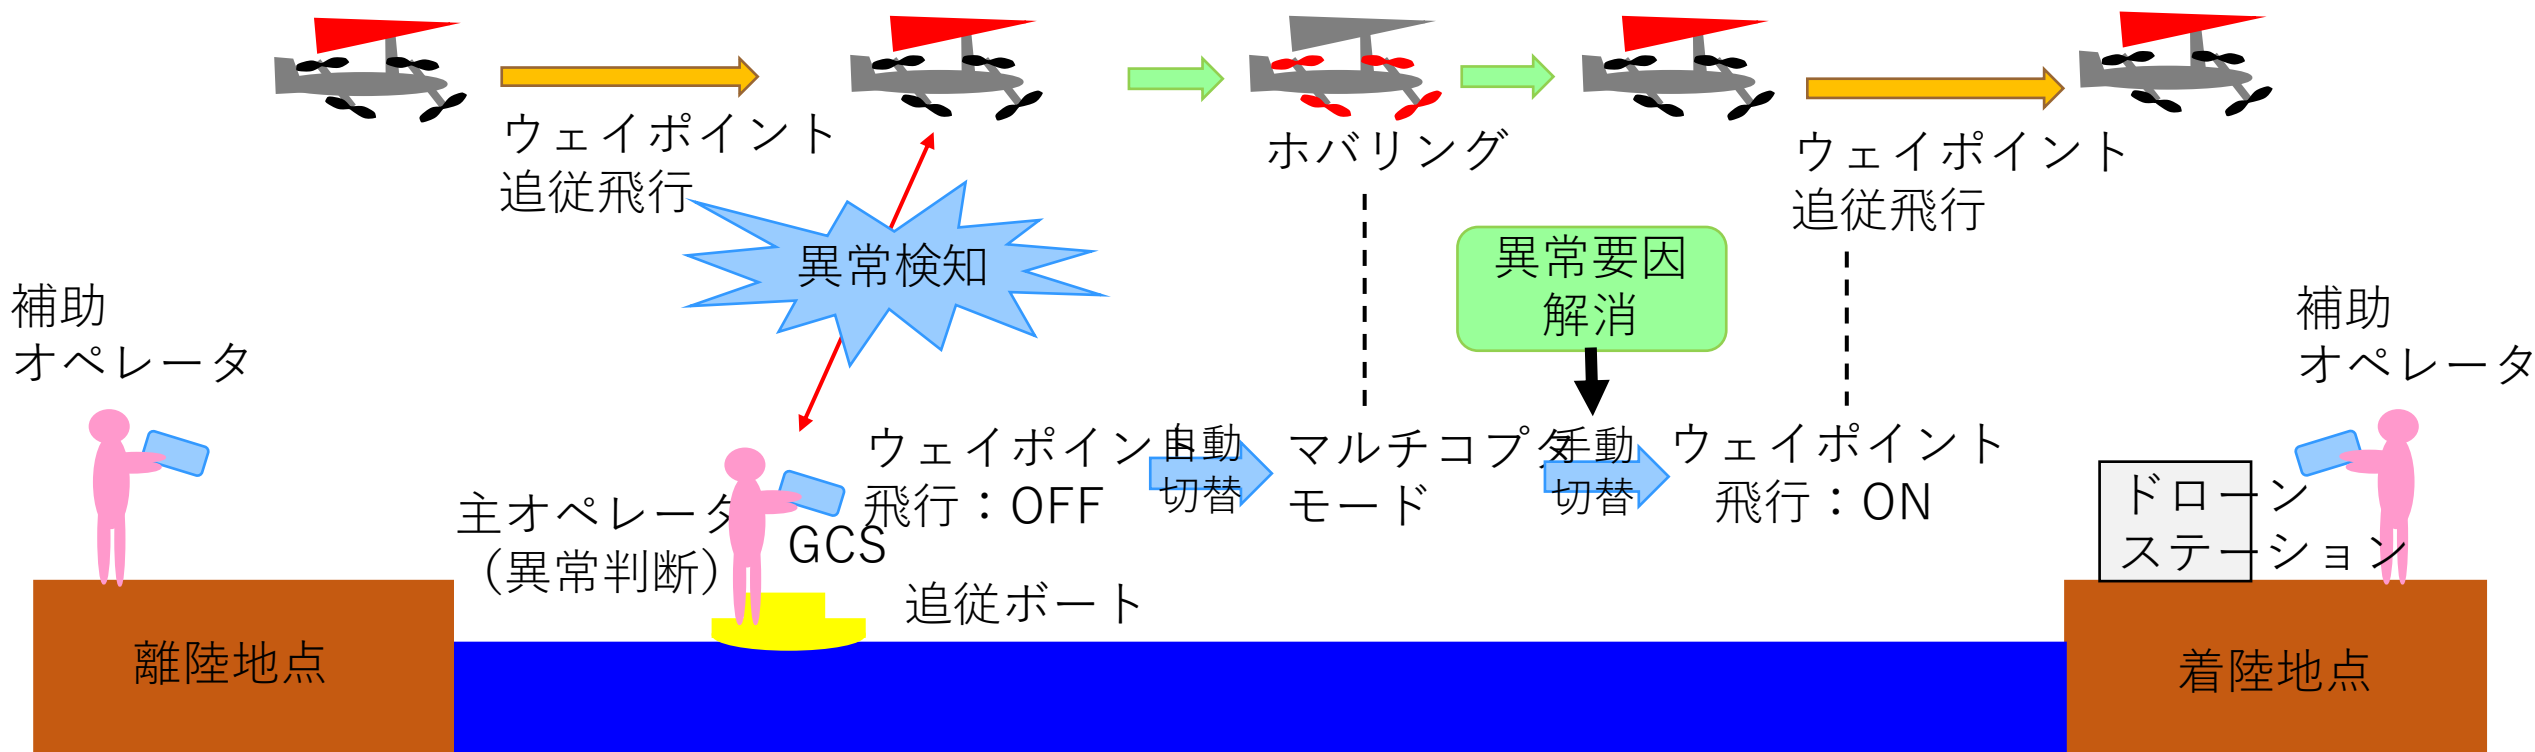 ウェイポイント
追従飛行
ホバリング
ウェイポイント
追従飛行
異常検知
異常要因
解消
補助
オペレータ
補助
オペレータ
主オペレータ
（異常判断）
GCS
ウェイポイント
飛行：OFF
自動
切替
マルチコプタ
モード
手動
切替
ウェイポイント
飛行：ON
ドローン
ステーション
追従ボート
離陸地点
着陸地点